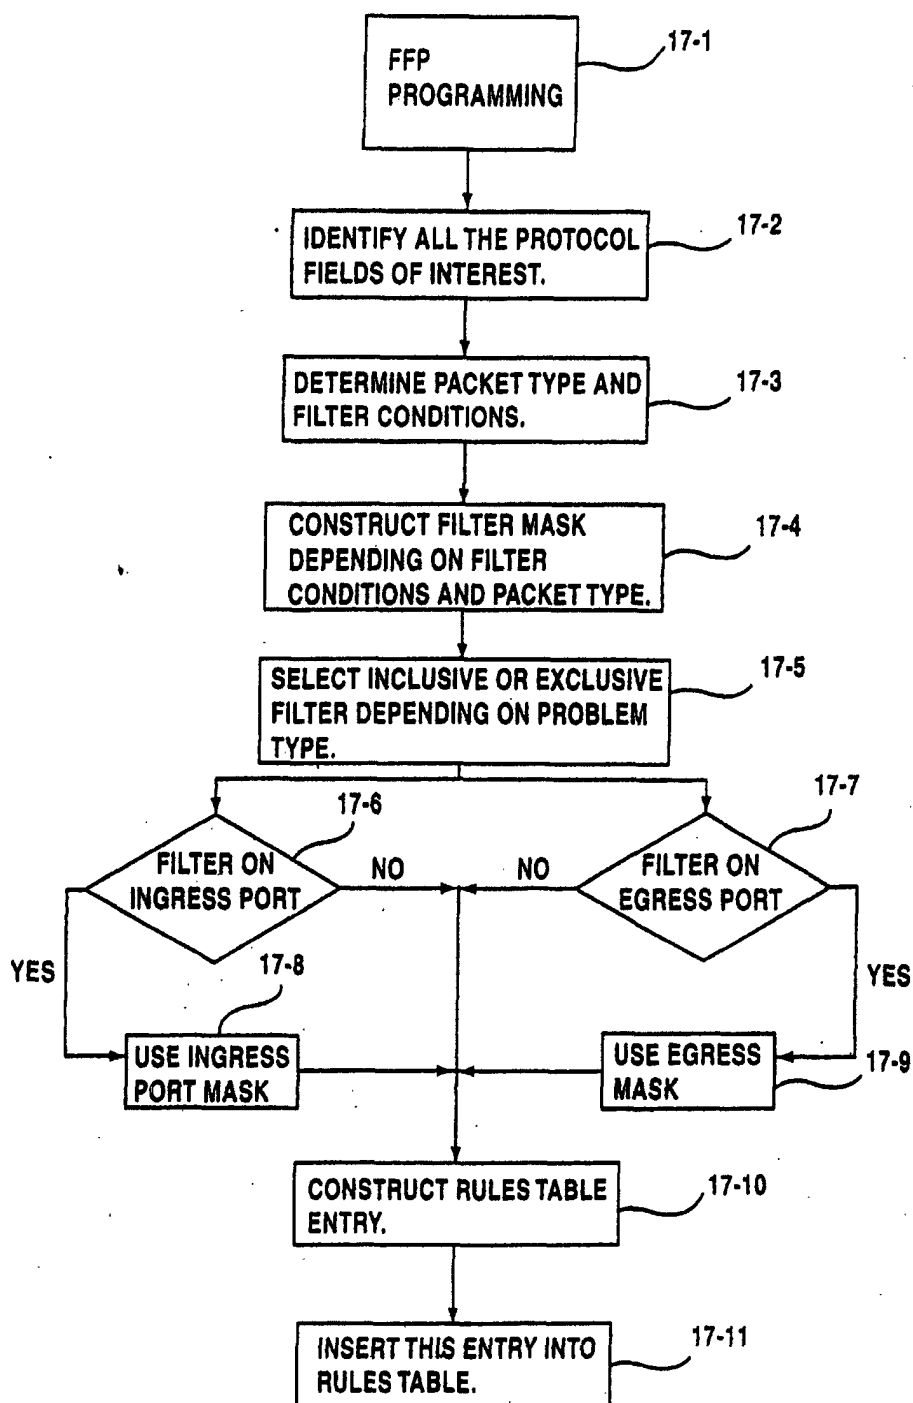 17-1
FFP
PROGRAMMING
17-2
IDENTIFY ALL THE PROTOCOL
FIELDS OF INTEREST.
17-3
DETERMINE PACKET TYPE AND
FILTER CONDITIONS.
17-4
CONSTRUCT FILTER MASK
DEPENDING ON FILTER
CONDITIONS AND PACKET TYPE.
17-5
SELECT INCLUSIVE OR EXCLUSIVE
FILTER DEPENDING ON PROBLEM
TYPE.
17-6
FILTER ON
INGRESS PORT
NO
YES
17-7
FILTER ON
EGRESS PORT
NO
YES
17-8
USE INGRESS
PORT MASK
USE EGRESS
MASK
17-9
17-10
CONSTRUCT RULES TABLE
ENTRY.
17-11
INSERT THIS ENTRY INTO
RULES TABLE.